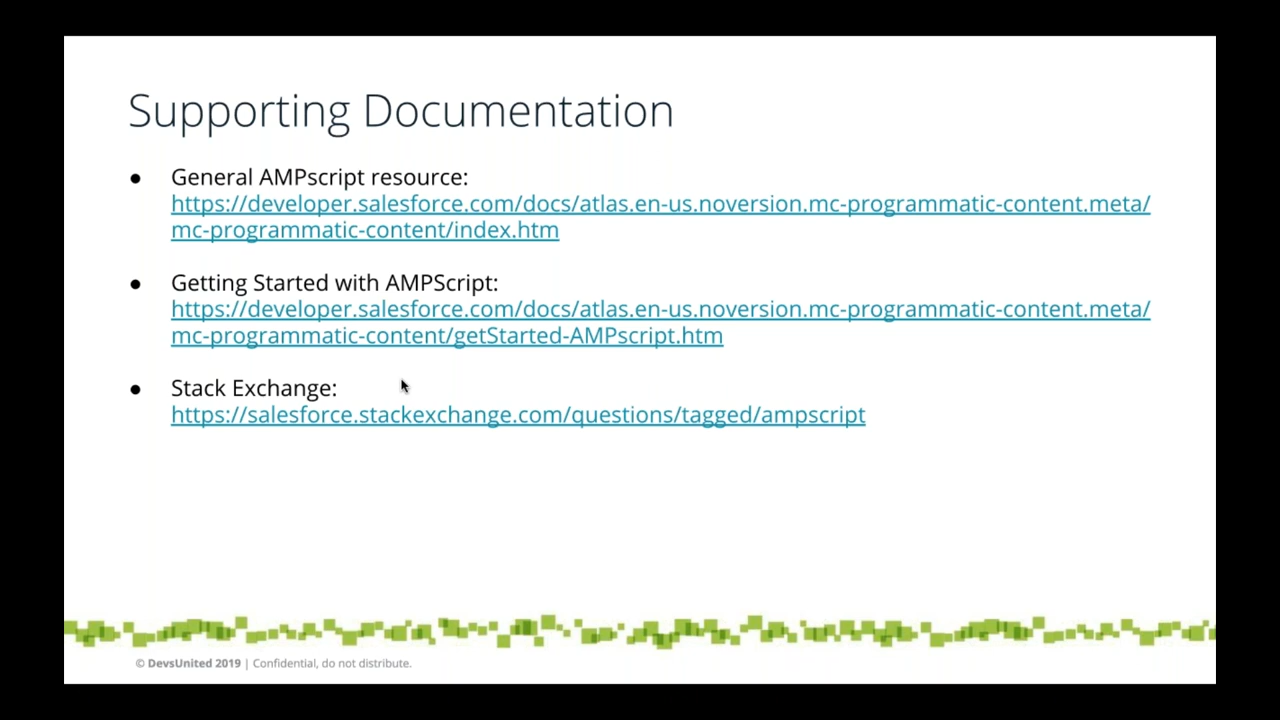 Supporting Documentation
● General AMPscript resource:
https://developer.salesforce.com/docs/atlas.en-us.noversion.mc-programmatic-content.meta/
mc-programmatic-content/index.htm
● Getting Started with AMPScript:
https://developer.salesforce.com/docs/atlas.en-us.noversion.mc-programmatic-content.meta/
mc-programmatic-content/getStarted-AMPscript.htm
● Stack Exchange:
https://salesforce.stackexchange.com/questions/tagged/ampscript
© DevsUnited 2019 | Confidential, do not distribute.